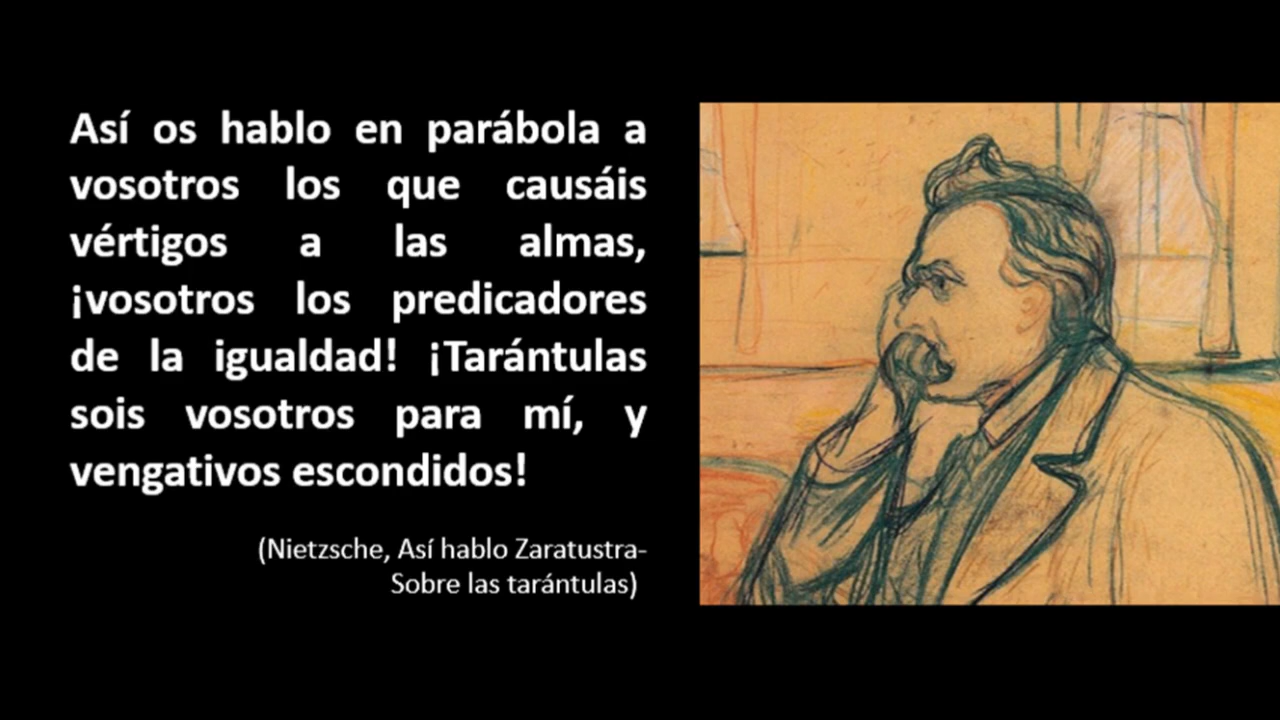 Así os hablo en parábola a
vosotros los que causáis
vértigos a las almas,
¡vosotros los predicadores
de la igualdad! ¡Tarántulas
sois vosotros para mí, y
vengativos escondidos!
(Nietzsche, Así hablo Zaratustra-
Sobre las tarántulas)